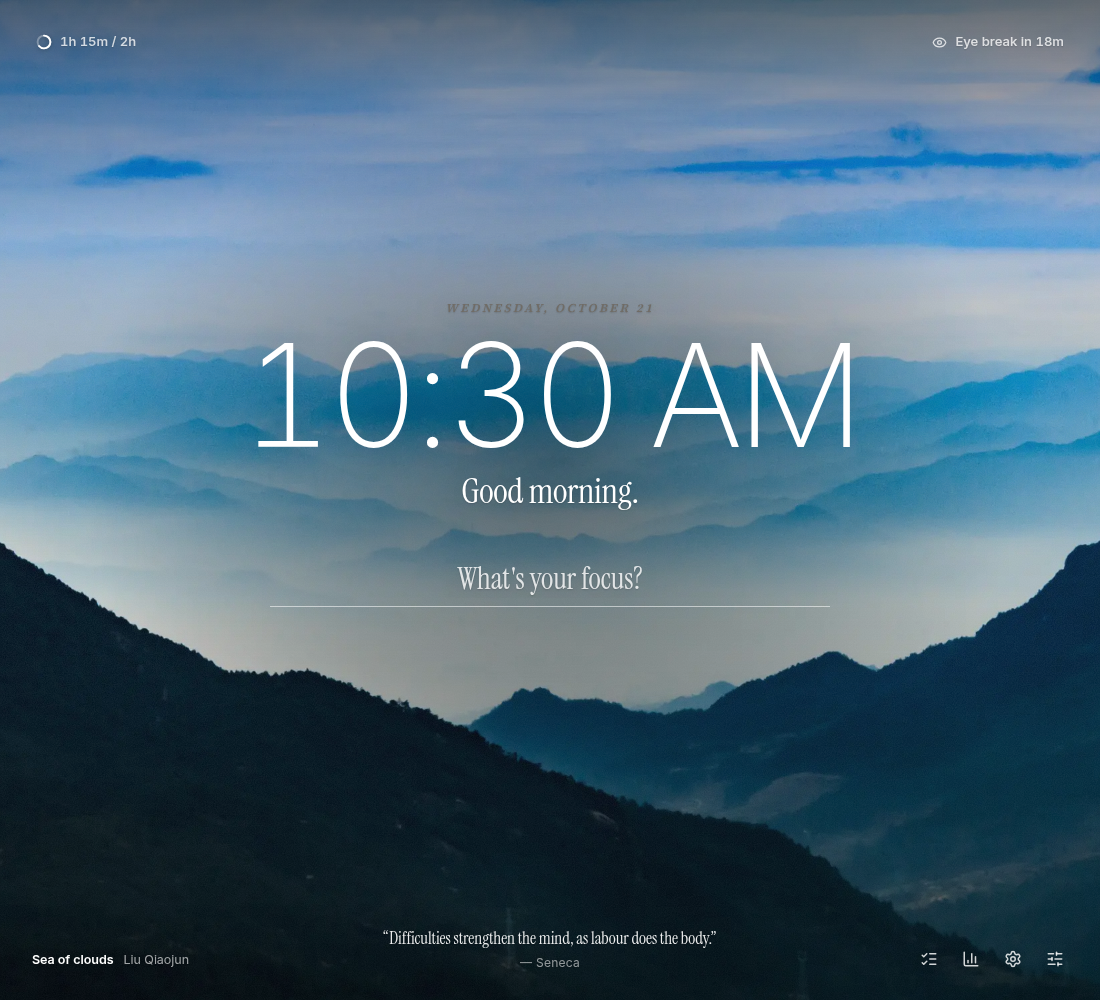 1h 15m / 2h
Eye break in 18m
WEDNESDAY, OCTOBER 21
10:30 AM
Good morning.
What's your focus?
“Difficulties strengthen the mind, as labour does the body.”
— Seneca
Sea of clouds Liu Qiaojun